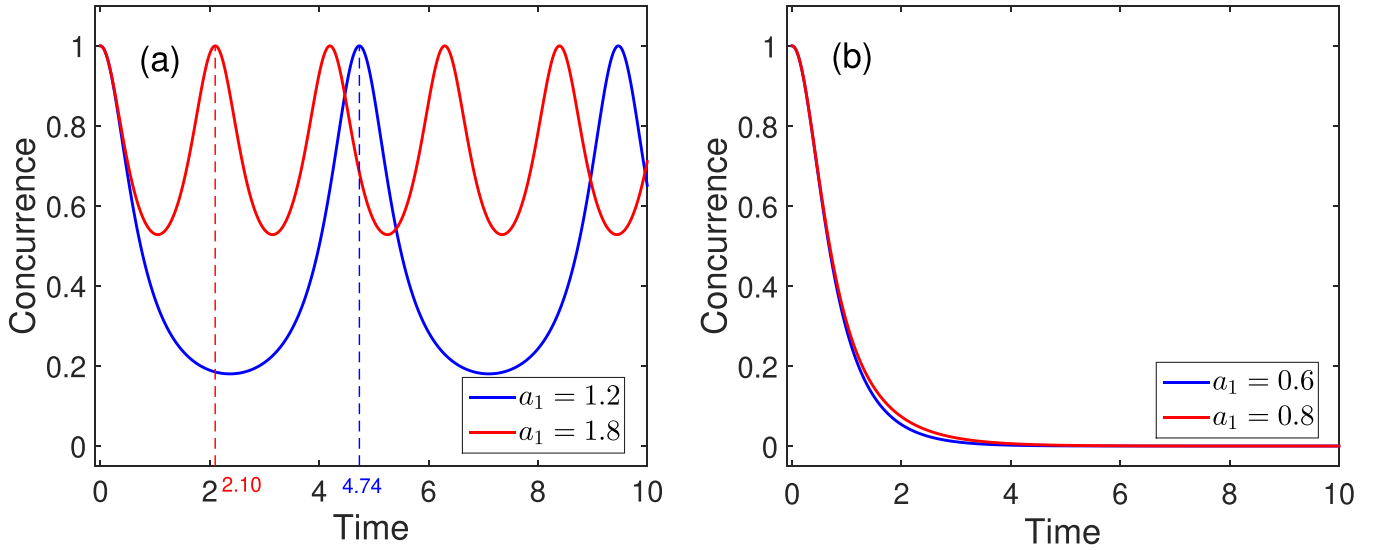 (a)
Concurrence
1
0.8
0.6
0.4
0.2
0
0 2 4 6 8 10
2.10
4.74
Time
a₁ = 1.2
a₁ = 1.8
(b)
Concurrence
1
0.8
0.6
0.4
0.2
0
0 2 4 6 8 10
Time
a₁ = 0.6
a₁ = 0.8